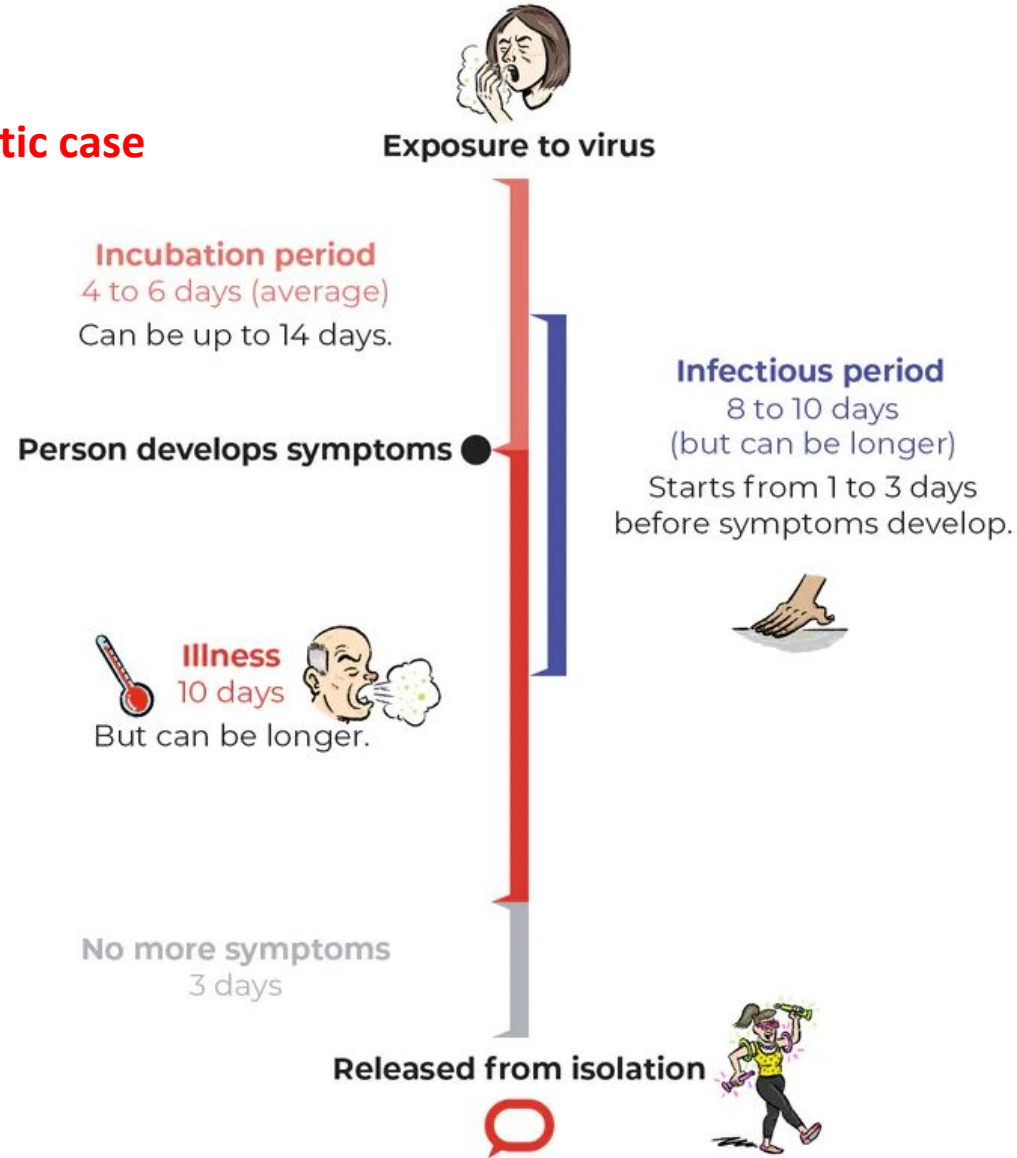 tic case
Exposure to virus
Incubation period
4 to 6 days (average)
Can be up to 14 days.
Infectious period
8 to 10 days
(but can be longer)
Starts from 1 to 3 days
before symptoms develop.
Person develops symptoms
Illness
10 days
But can be longer.
No more symptoms
3 days
Released from isolation